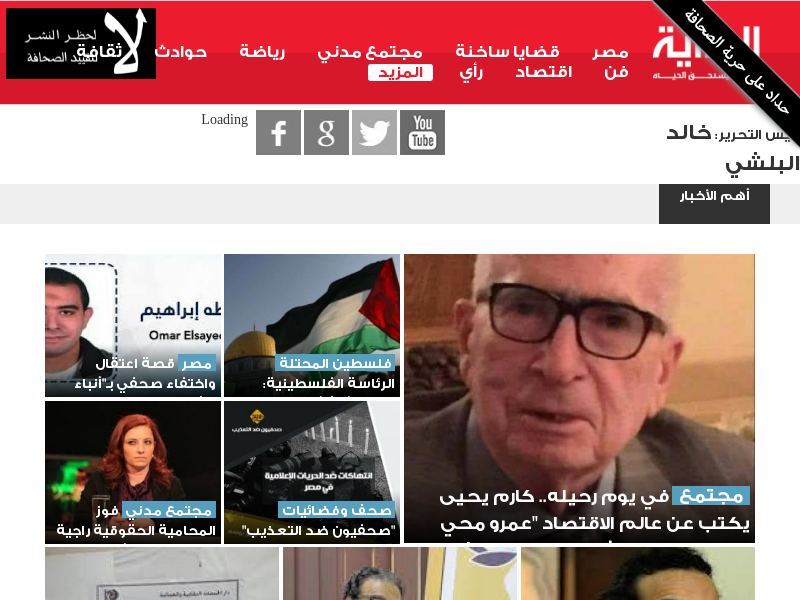 حداد على حرية الصحافة
لا
لحظر النشر
لتقييد الصحافة
مصر
قضايا ساخنة
مجتمع مدني
رياضة
حوادث
ثقافة
فن
اقتصاد
رأي
المزيد
التحرير: خالد
البلشي
Loading
f
g
You
Tube
أهم الأخبار
مجتمع في يوم رحيله.. كارم يحيى
يكتب عن عالم الاقتصاد "عمرو محي
فلسطين المحتلة
الرئاسة الفلسطينية:
طه إبراهيم
Omar Elsayed
مصر قصة اعتقال
واختفاء صحفي بـ"أنباء
صحفيون ضد التعذيب
انتهاكات ضد الحريات الإعلامية
في مصر
صحف وفضائيات
"صحفيون ضد التعذيب"
مجتمع مدني فوز
المحامية الحقوقية راجية